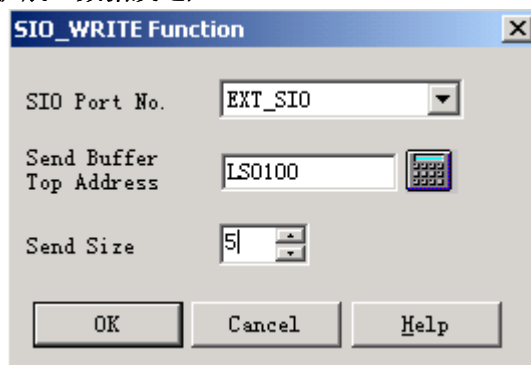 SIO_WRITE Function
SIO Port No. EXT_SIO
Send Buffer
Top Address LS0100
Send Size 5
OK Cancel Help